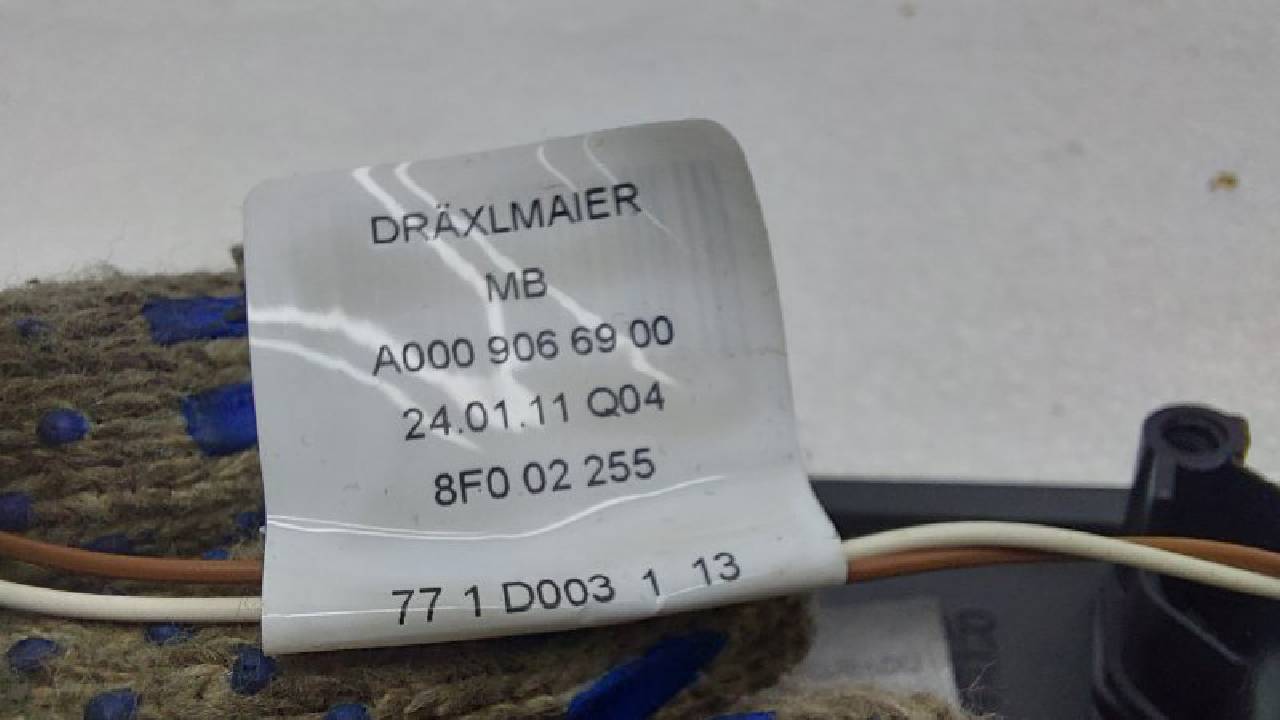 DRÄXLMAIER
MB
A000 906 69 00
24.01.11 Q04
8F0 02 255
77 1 D003 1 13